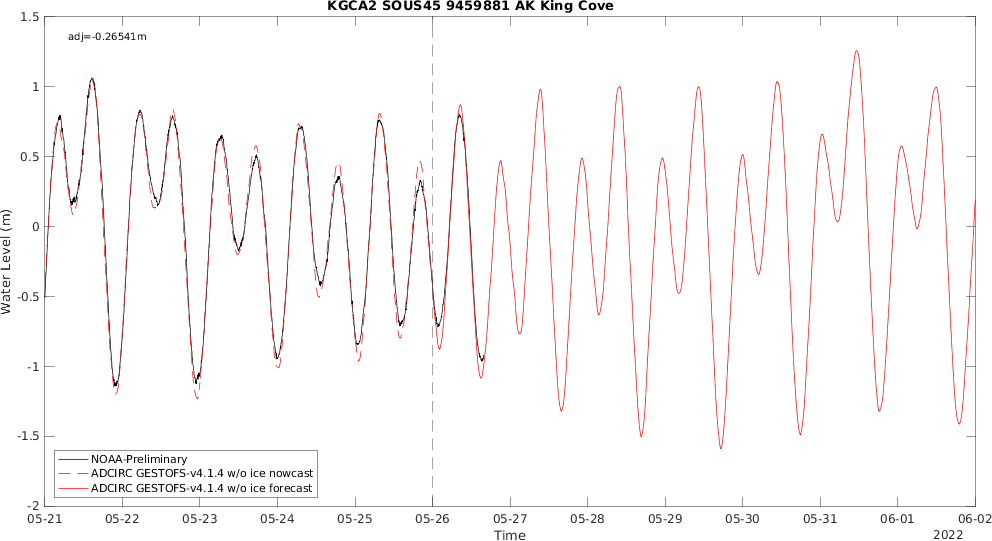 KGCA2 SOUS45 9459881 AK King Cove
adj=-0.26541m
1.5
1
0.5
0
-0.5
-1
-1.5
-2
Water Level (m)
NOAA-Preliminary
ADCIRC GESTOFS-v4.1.4 w/o ice nowcast
ADCIRC GESTOFS-v4.1.4 w/o ice forecast
05-21 05-22 05-23 05-24 05-25 05-26 05-27 05-28 05-29 05-30 05-31 06-01 06-02
Time
2022